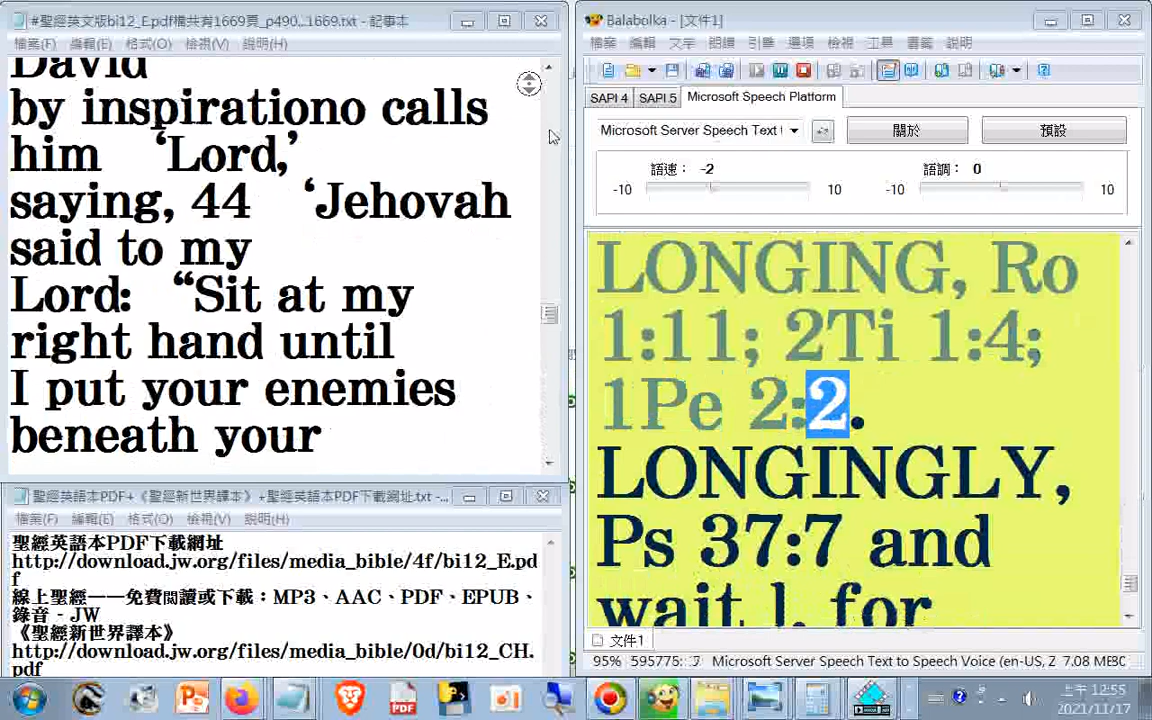 #聖經英文版bi12_E.pdf檔共有1669頁_p490,..1669.txt - 記事本
檔案(F) 編輯(E) 格式(O) 檢視(V) 說明(H)
David
by inspirationo calls
him ‘Lord,’
saying, 44 ‘Jehovah
said to my
Lord: “Sit at my
right hand until
I put your enemies
beneath your
聖經英語本PDF+《聖經新世界譯本》+聖經英語本PDF下載網址.txt - ...
檔案(F) 編輯(E) 格式(O) 檢視(V) 說明(H)
聖經英語本PDF下載網址
http://download.jw.org/files/media_bible/4f/bi12_E.pd
f
線上聖經——免費閱讀或下載：MP3、AAC、PDF、EPUB、
錄音 - JW
《聖經新世界譯本》
http://download.jw.org/files/media_bible/0d/bi12_CH.
pdf
Balabolka - [文件1]
檔案 編輯 文字 朗讀 引擎 選項 檢視 工具 書籤 說明
SAPI 4 SAPI 5 Microsoft Speech Platform
Microsoft Server Speech Text 關於 預設
語速： -2 語調： 0
-10 10 -10 10
LONGING, Ro
1:11; 2Ti 1:4;
1Pe 2:2.
LONGINGLY,
Ps 37:7 and
wait l. for
文件1
95% 595775: Microsoft Server Speech Text to Speech Voice (en-US, Z 7.08 MB
上午 12:55
2021/11/17